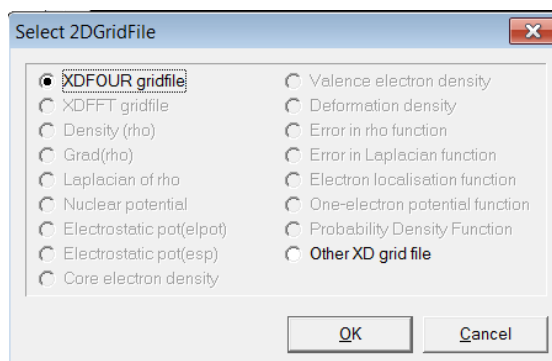 Select 2DGridFile
XDFOUR gridfile
XDFFT gridfile
Density (rho)
Grad(rho)
Laplacian of rho
Nuclear potential
Electrostatic pot(elpot)
Electrostatic pot(esp)
Core electron density
Valence electron density
Deformation density
Error in rho function
Error in Laplacian function
Electron localisation function
One-electron potential function
Probability Density Function
Other XD grid file
OK
Cancel